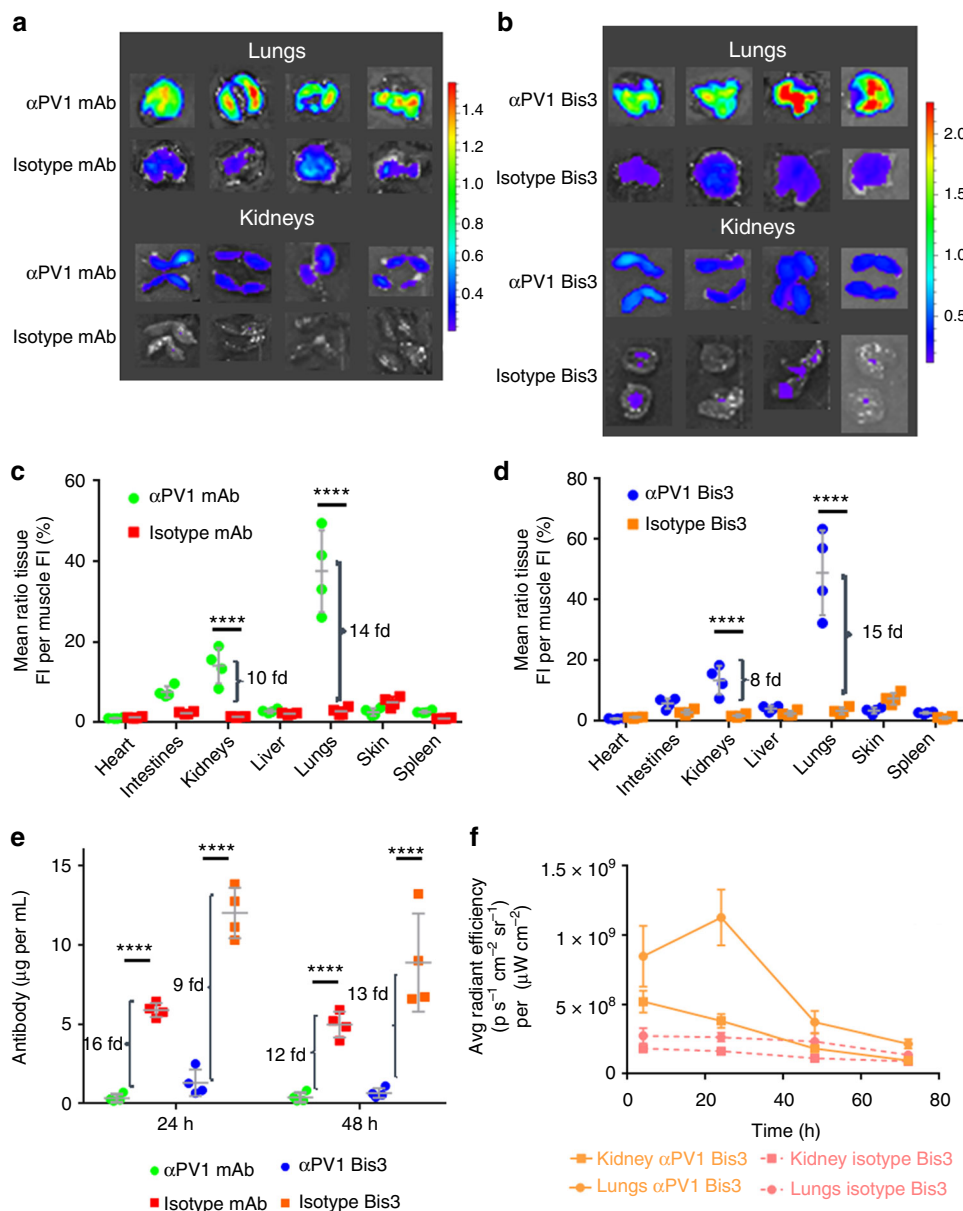 a
Lungs
αPV1 mAb
Isotype mAb
Kidneys
αPV1 mAb
Isotype mAb
1.4
1.2
1.0
0.8
0.6
0.4
b
Lungs
αPV1 Bis3
Isotype Bis3
Kidneys
αPV1 Bis3
Isotype Bis3
2.0
1.5
1.0
0.5
c
Mean ratio tissue
FI per muscle FI (%)
60
40
20
0
αPV1 mAb
Isotype mAb
****
10 fd
****
14 fd
Heart
Intestines
Kidneys
Liver
Lungs
Skin
Spleen
d
Mean ratio tissue
FI per muscle FI (%)
80
60
40
20
0
αPV1 Bis3
Isotype Bis3
****
8 fd
****
15 fd
Heart
Intestines
Kidneys
Liver
Lungs
Skin
Spleen
e
Antibody (μg per mL)
15
10
5
0
****
16 fd
****
9 fd
****
12 fd
****
13 fd
24 h
48 h
αPV1 mAb
αPV1 Bis3
Isotype mAb
Isotype Bis3
f
Avg radiant efficiency
(p s⁻¹ cm⁻² sr⁻¹)
per (μW cm⁻²)
1.5 × 10⁹
1 × 10⁹
5 × 10⁸
0
0
20
40
60
80
Time (h)
Kidney αPV1 Bis3
Kidney isotype Bis3
Lungs αPV1 Bis3
Lungs isotype Bis3